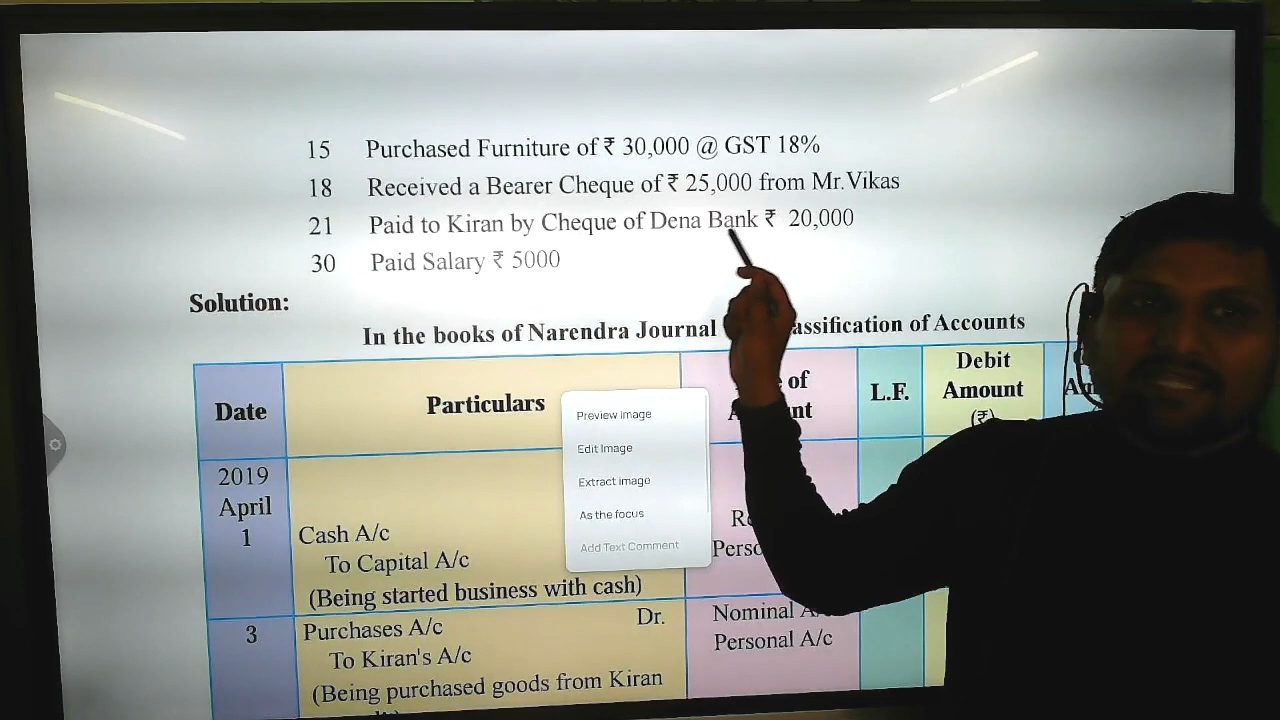 15 Purchased Furniture of ₹ 30,000 @ GST 18%
18 Received a Bearer Cheque of ₹ 25,000 from Mr.Vikas
21 Paid to Kiran by Cheque of Dena Bank ₹ 20,000
30 Paid Salary ₹ 5000
Solution:
In the books of Narendra Journal of Accounts
Date Particulars of L.F. Debit Amount (₹)
Preview image
Edit Image
Extract image
As the focus
Add Text Comment
2019
April
1
Cash A/c
To Capital A/c
(Being started business with cash)
3 Purchases A/c Dr. Nominal
To Kiran's A/c Personal A/c
(Being purchased goods from Kiran